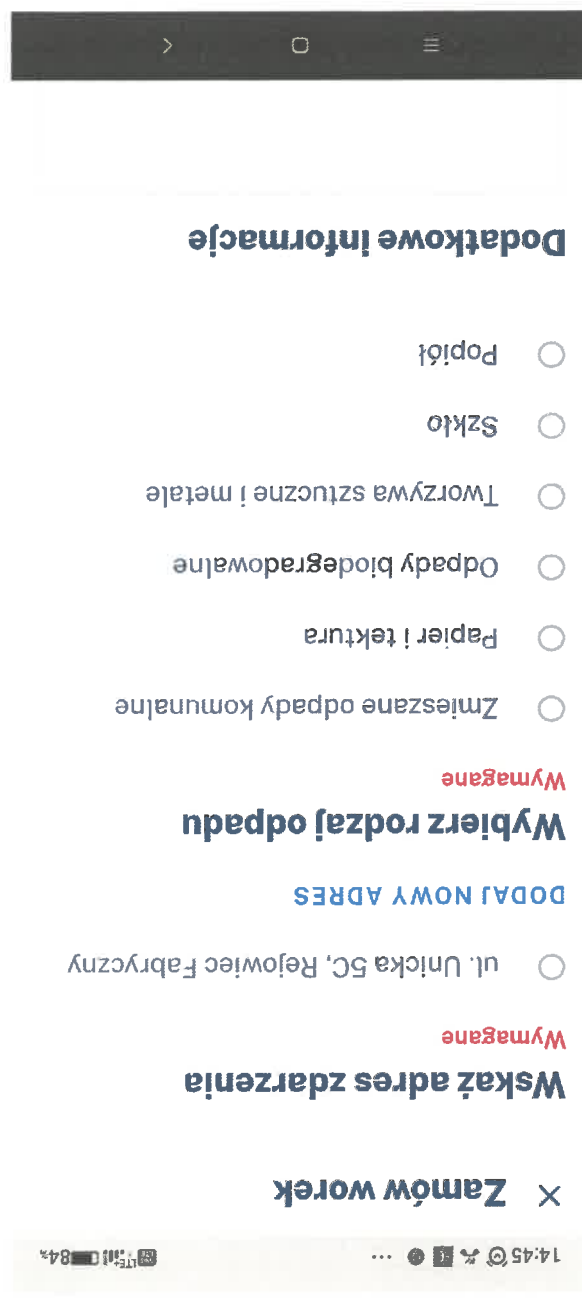 14:45 ... LTE+ 84%
× Zamów worek
Wskaż adres zdarzenia
Wymagane
ul. Unicka 5C, Rejowiec Fabryczny
DODAJ NOWY ADRES
Wybierz rodzaj odpadu
Wymagane
Zmieszane odpady komunalne
Papier i tektura
Odpady biodegradowalne
Tworzywa sztuczne i metale
Szkło
Popiół
Dodatkowe informacje